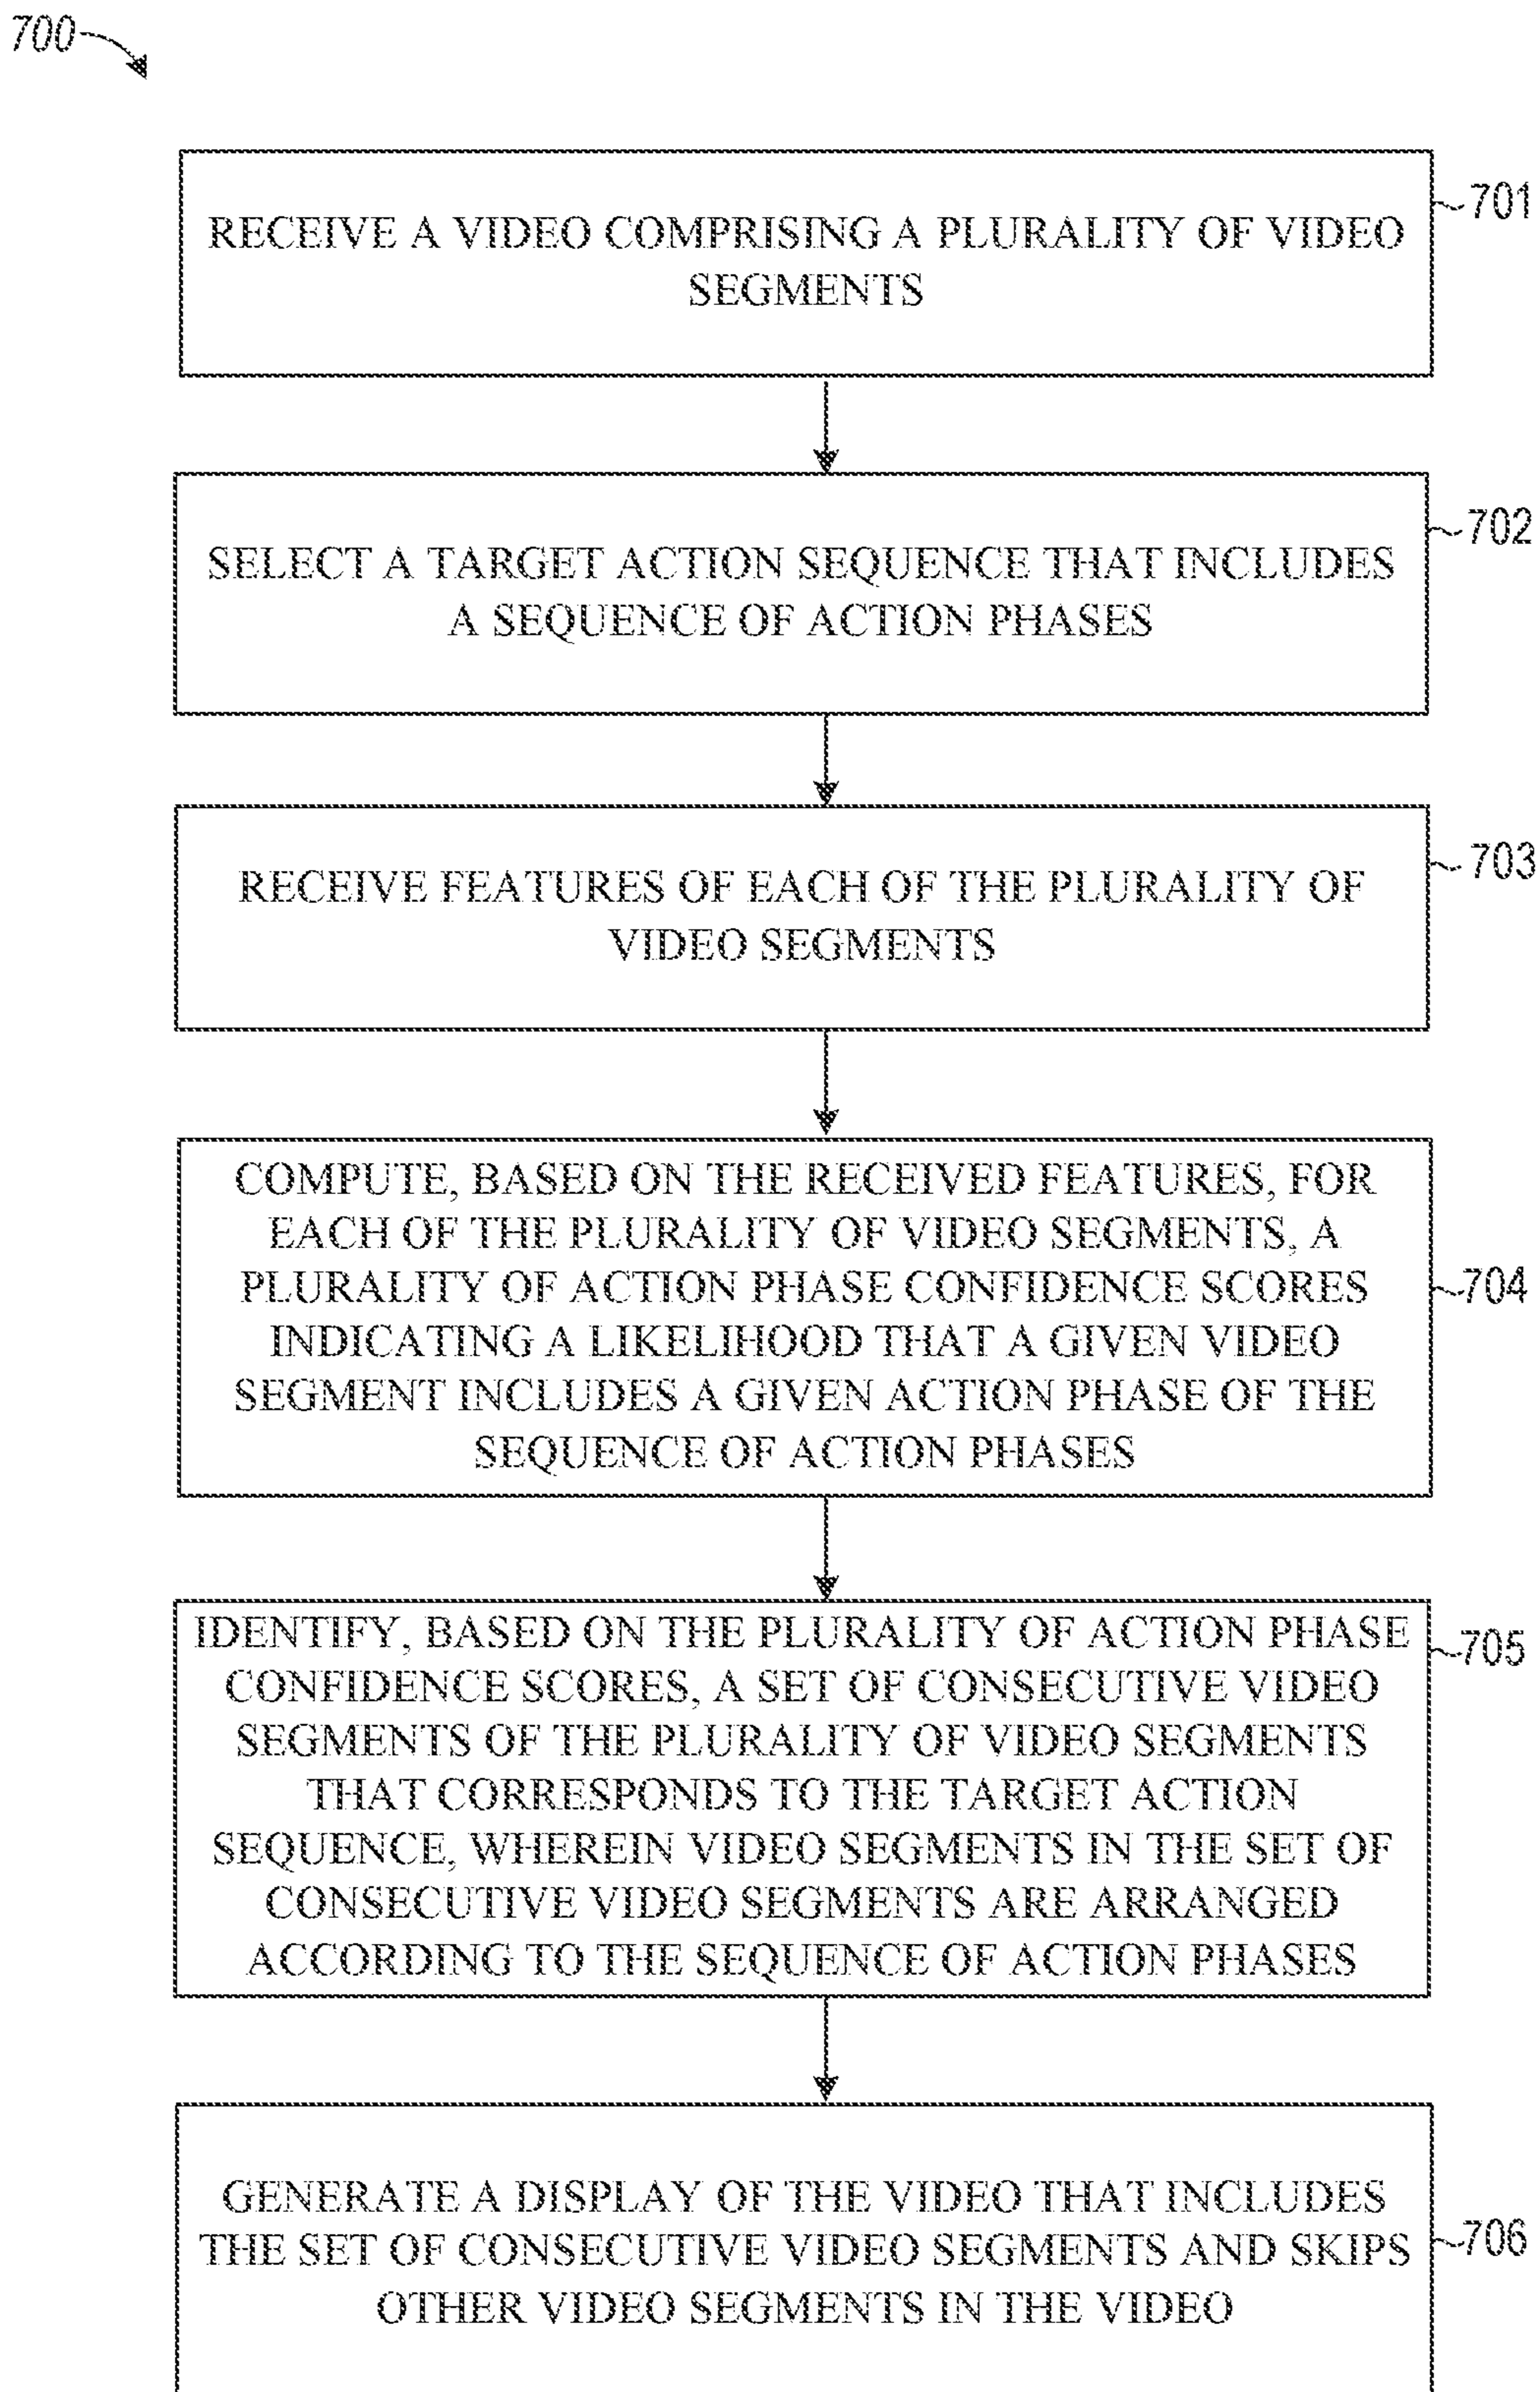 700
RECEIVE A VIDEO COMPRISING A PLURALITY OF VIDEO
SEGMENTS
701
SELECT A TARGET ACTION SEQUENCE THAT INCLUDES
A SEQUENCE OF ACTION PHASES
702
RECEIVE FEATURES OF EACH OF THE PLURALITY OF
VIDEO SEGMENTS
703
COMPUTE, BASED ON THE RECEIVED FEATURES, FOR
EACH OF THE PLURALITY OF VIDEO SEGMENTS, A
PLURALITY OF ACTION PHASE CONFIDENCE SCORES
INDICATING A LIKELIHOOD THAT A GIVEN VIDEO
SEGMENT INCLUDES A GIVEN ACTION PHASE OF THE
SEQUENCE OF ACTION PHASES
704
IDENTIFY, BASED ON THE PLURALITY OF ACTION PHASE
CONFIDENCE SCORES, A SET OF CONSECUTIVE VIDEO
SEGMENTS OF THE PLURALITY OF VIDEO SEGMENTS
THAT CORRESPONDS TO THE TARGET ACTION
SEQUENCE, WHEREIN VIDEO SEGMENTS IN THE SET OF
CONSECUTIVE VIDEO SEGMENTS ARE ARRANGED
ACCORDING TO THE SEQUENCE OF ACTION PHASES
705
GENERATE A DISPLAY OF THE VIDEO THAT INCLUDES
THE SET OF CONSECUTIVE VIDEO SEGMENTS AND SKIPS
OTHER VIDEO SEGMENTS IN THE VIDEO
706